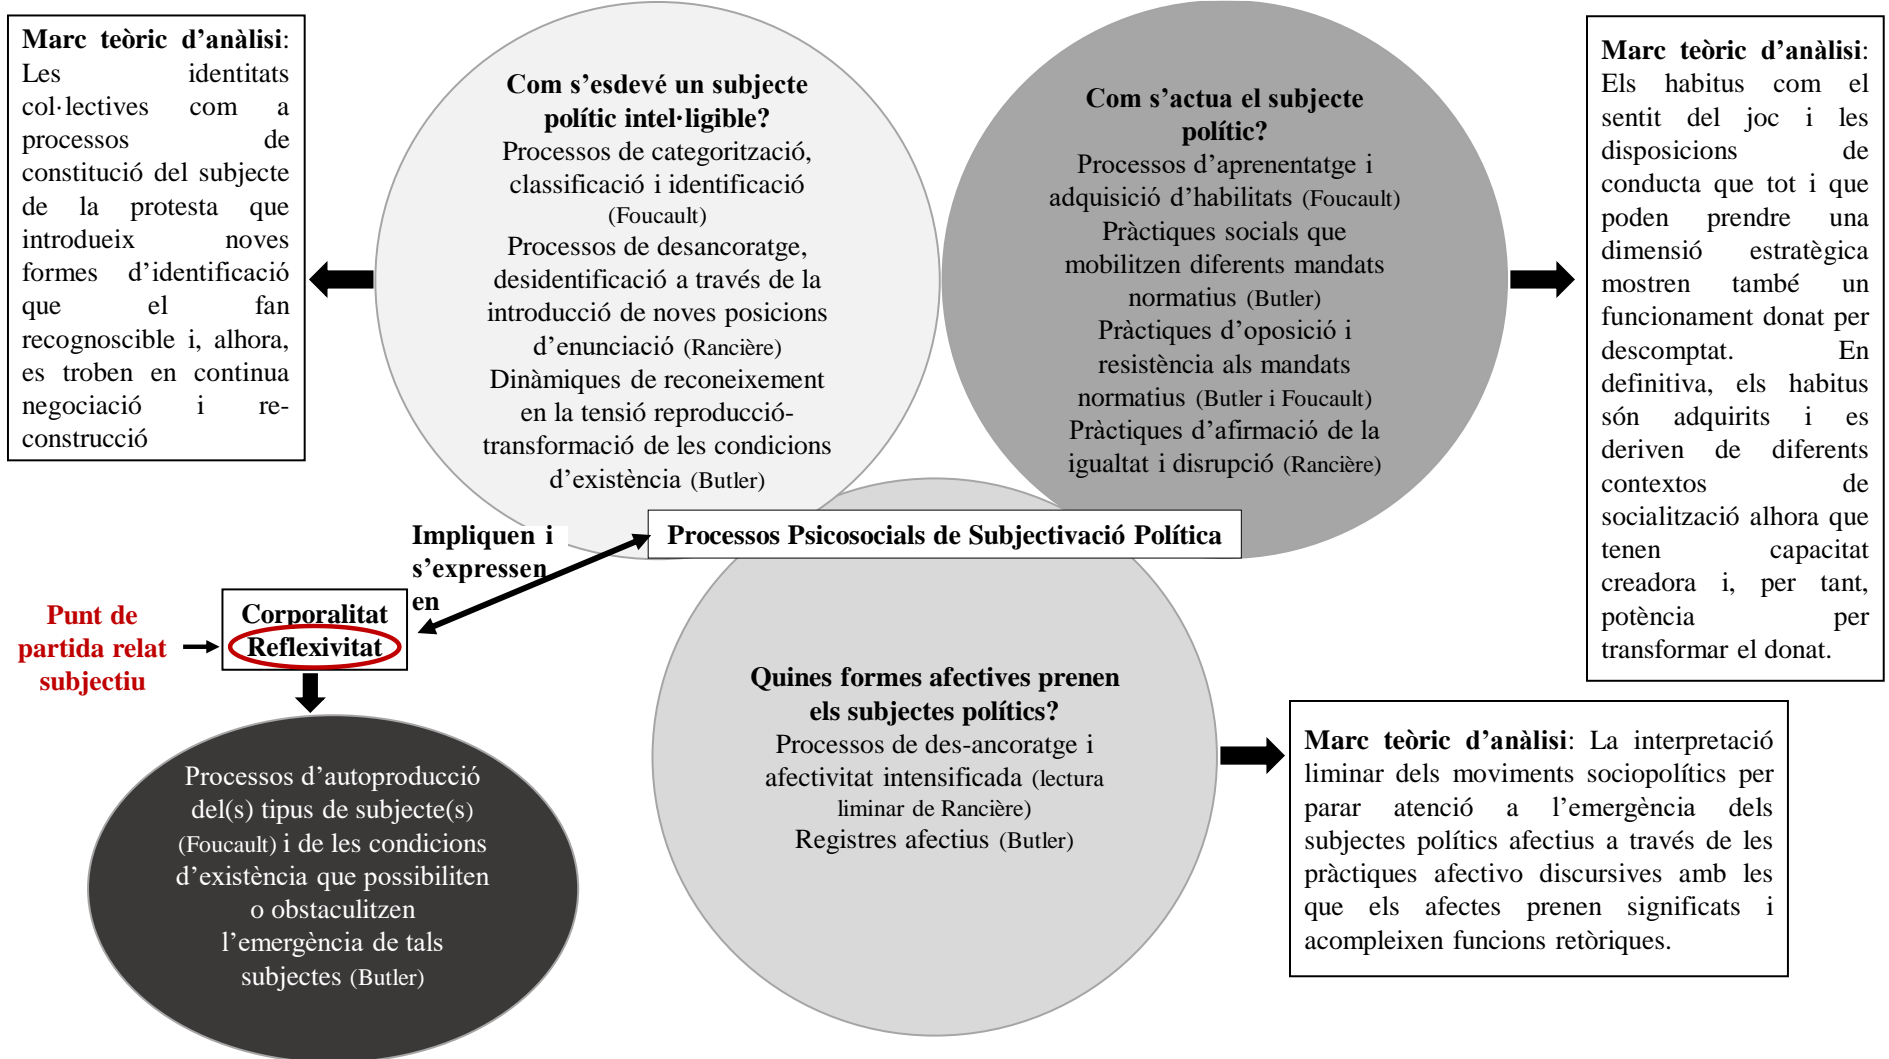 Marc teòric d’anàlisi:
Les identitats
col·lectives com a
processos de
constitució del subjecte
de la protesta que
introdueix noves
formes d’identificació
que el fan
recognoscible i, alhora,
es troben en continua
negociació i re-
construcció
Com s’esdevé un subjecte
polític intel·ligible?
Processos de categorització,
classificació i identificació
(Foucault)
Processos de desancoratge,
desidentificació a través de la
introducció de noves posicions
d’enunciació (Rancière)
Dinàmiques de reconeixement
en la tensió reproducció-
transformació de les condicions
d’existència (Butler)
Com s’actua el subjecte
polític?
Processos d’aprenentatge i
adquisició d’habilitats (Foucault)
Pràctiques socials que
mobilitzen diferents mandats
normatius (Butler)
Pràctiques d’oposició i
resistència als mandats
normatius (Butler i Foucault)
Pràctiques d’afirmació de la
igualtat i disrupció (Rancière)
Marc teòric d’anàlisi:
Els habitus com el
sentit del joc i les
disposicions de
conducta que tot i que
poden prendre una
dimensió estratègica
mostren també un
funcionament donat per
descomptat. En
definitiva, els habitus
són adquirits i es
deriven de diferents
contextos de
socialització alhora que
tenen capacitat
creadora i, per tant,
potència per
transformar el donat.
Processos Psicosocials de Subjectivació Política
Impliquen i
s’expressen
en
Punt de
partida relat
subjectiu
Corporalitat
Reflexivitat
Processos d’autoproducció
del(s) tipus de subjecte(s)
(Foucault) i de les condicions
d’existència que possibiliten
o obstaculitzen
l’emergència de tals
subjectes (Butler)
Quines formes afectives prenen
els subjectes polítics?
Processos de des-ancoratge i
afectivitat intensificada (lectura
liminar de Rancière)
Registres afectius (Butler)
Marc teòric d’anàlisi: La interpretació
liminar dels moviments sociopolítics per
parar atenció a l’emergència dels
subjectes polítics afectius a través de les
pràctiques afectivo discursives amb les
que els afectes prenen significats i
acompleixen funcions retòriques.